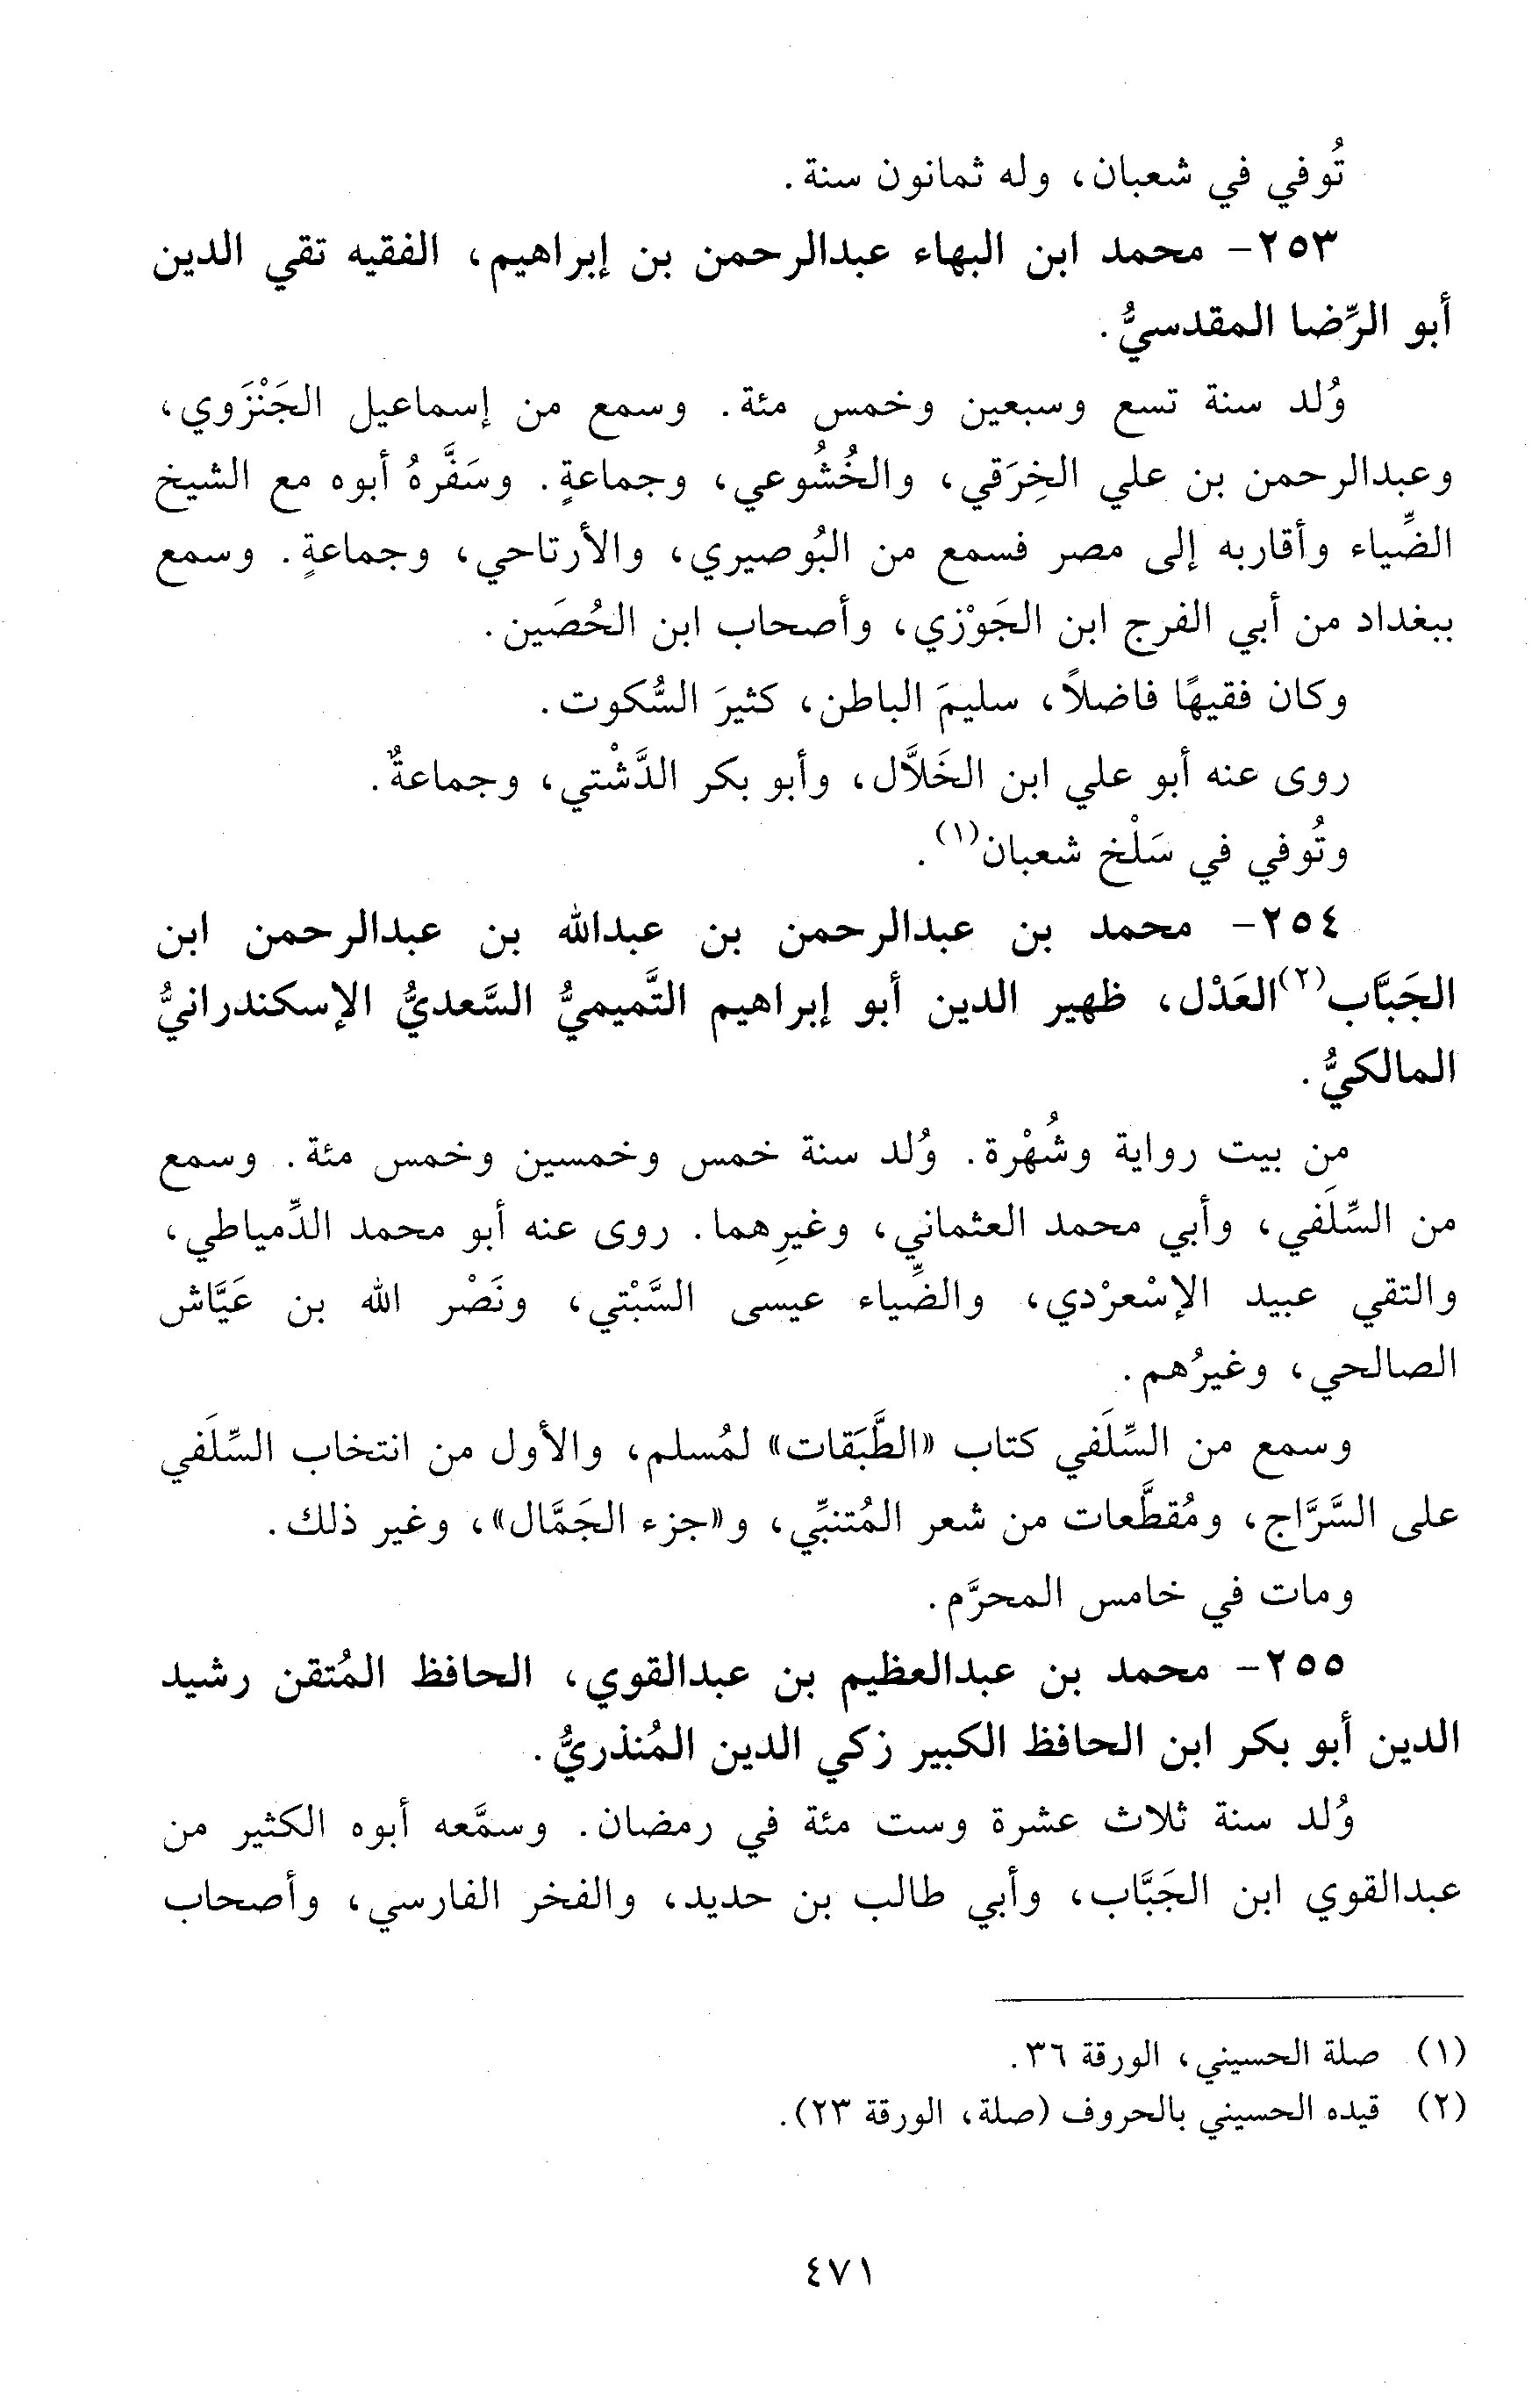 تُوفي في شعبان، وله ثمانون سنة.
٢٥٣- محمد ابن البهاء عبدالرحمن بن إبراهيم، الفقيه تقي الدين
أبو الرِّضا المقدسيُّ.
وُلد سنة تسع وسبعين وخمس مئة. وسمع من إسماعيل الجَنْزَوي،
وعبدالرحمن بن علي الخِرَقي، والخُشُوعي، وجماعةٍ. وسَفَّرهُ أبوه مع الشيخ
الضِّياء وأقاربه إلى مصر فسمع من البُوصيري، والأرتاحي، وجماعةٍ. وسمع
ببغداد من أبي الفرج ابن الجَوْزي، وأصحاب ابن الحُصَين.
وكان فقيهًا فاضلاً، سليمَ الباطن، كثيرَ السُّكوت.
روى عنه أبو علي ابن الخَلاَّل، وأبو بكر الدَّشْتي، وجماعةٌ.
وتُوفي في سَلْخ شعبان(١).
٢٥٤- محمد بن عبدالرحمن بن عبدالله بن عبدالرحمن ابن
الجَبَّاب(٢) العَدْل، ظهير الدين أبو إبراهيم التَّميميُّ السَّعديُّ الإسكندرانيُّ
المالكيُّ.
من بيت رواية وشُهْرة. وُلد سنة خمس وخمسين وخمس مئة. وسمع
من السِّلَفي، وأبي محمد العثماني، وغيرِهما. روى عنه أبو محمد الدِّمياطي،
والتقي عبيد الإسْعرْدي، والضِّياء عيسى السَّبْتي، ونَصْر الله بن عَيَّاش
الصالحي، وغيرُهم.
وسمع من السِّلَفي كتاب «الطَّبَقات» لمُسلم، والأول من انتخاب السِّلَفي
على السَّرَّاج، ومُقطَّعات من شعر المُتنبِّي، و«جزء الجَمَّال»، وغير ذلك.
ومات في خامس المحرَّم.
٢٥٥- محمد بن عبدالعظيم بن عبدالقوي، الحافظ المُتقن رشيد
الدين أبو بكر ابن الحافظ الكبير زكي الدين المُنذريُّ.
وُلد سنة ثلاث عشرة وست مئة في رمضان. وسمَّعه أبوه الكثير من
عبدالقوي ابن الجَبَّاب، وأبي طالب بن حديد، والفخر الفارسي، وأصحاب
(١) صلة الحسيني، الورقة ٣٦.
(٢) قيده الحسيني بالحروف (صلة، الورقة ٢٣).
٤٧١